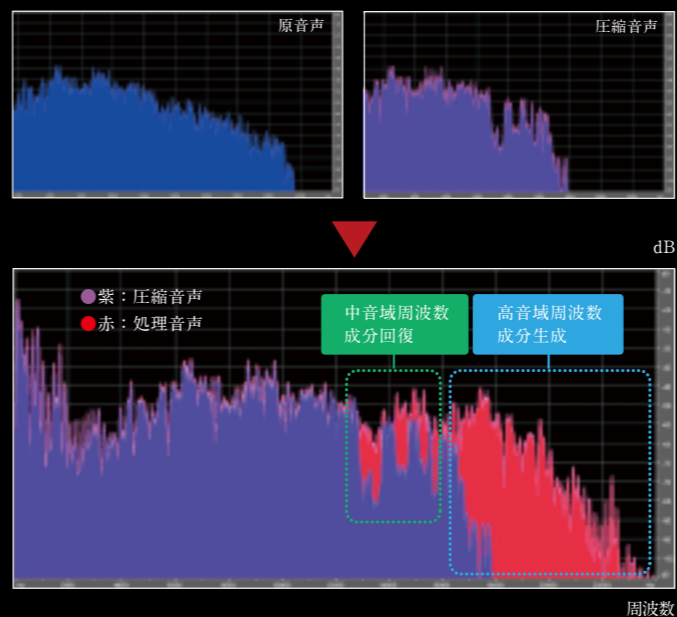 原音声
圧縮音声
dB
紫：圧縮音声
赤：処理音声
中音域周波数
成分回復
高音域周波数
成分生成
周波数